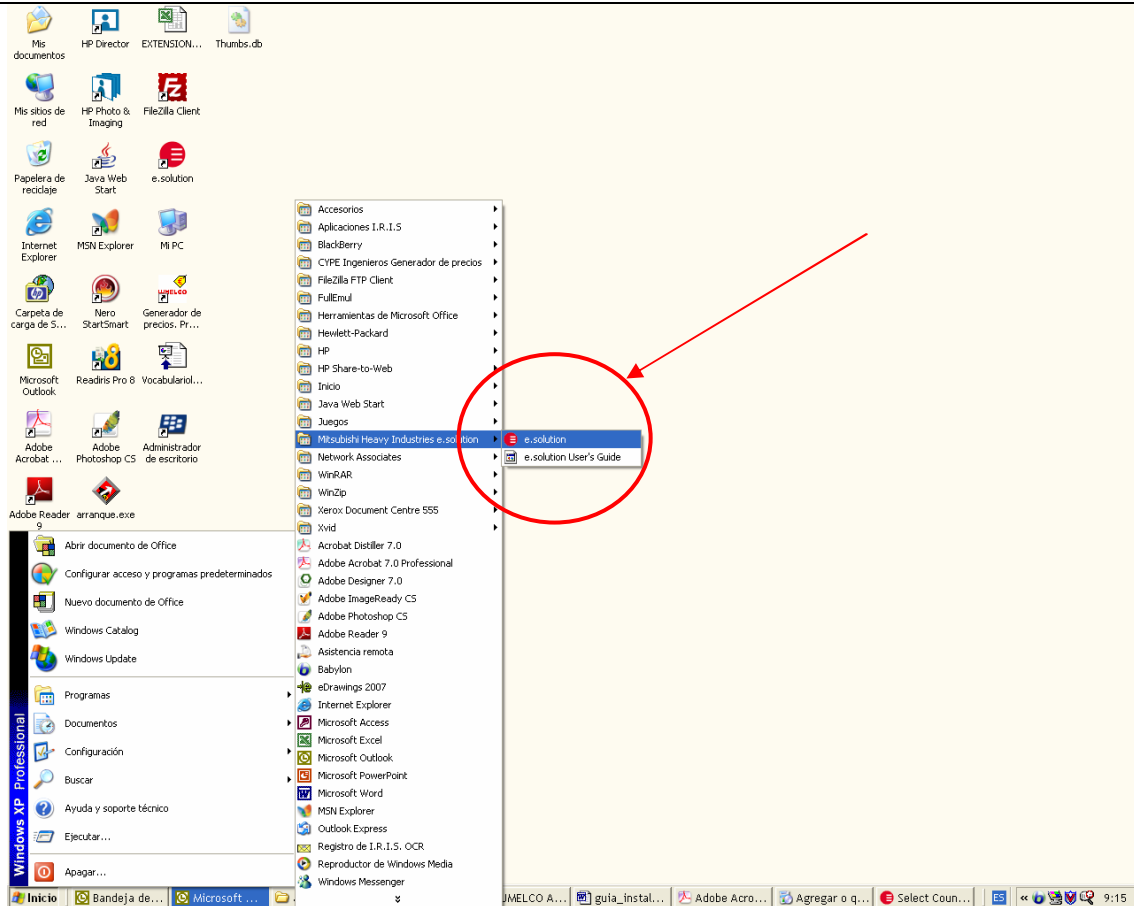 Mis
documentos
HP Director
EXTENSION...
Thumbs.db
Mis sitios de
red
HP Photo &
Imaging
FileZilla Client
Papelera de
reciclaje
Java Web
Start
e.solution
Internet
Explorer
MSN Explorer
Mi PC
Carpeta de
carga de S...
Nero
StartSmart
Generador de
precios. Pr...
Microsoft
Outlook
Readiris Pro 8
Vocabulariol...
Adobe
Acrobat ...
Adobe
Photoshop CS
Administrador
de escritorio
Adobe Reader
9
arranque.exe
Abrir documento de Office
Configurar acceso y programas predeterminados
Nuevo documento de Office
Windows Catalog
Windows Update
Programas
Documentos
Configuración
Buscar
Ayuda y soporte técnico
Ejecutar...
Apagar...
Windows XP Professional
Accesorios
Aplicaciones I.R.I.S
BlackBerry
CYPE Ingenieros Generador de precios
FileZilla FTP Client
FullEmul
Herramientas de Microsoft Office
Hewlett-Packard
HP
HP Share-to-Web
Inicio
Java Web Start
Juegos
Mitsubishi Heavy Industries e.solution
Network Associates
WinRAR
WinZip
Xerox Document Centre 555
Xvid
Acrobat Distiller 7.0
Adobe Acrobat 7.0 Professional
Adobe Designer 7.0
Adobe ImageReady CS
Adobe Photoshop CS
Adobe Reader 9
Asistencia remota
Babylon
eDrawings 2007
Internet Explorer
Microsoft Access
Microsoft Excel
Microsoft Outlook
Microsoft PowerPoint
Microsoft Word
MSN Explorer
Outlook Express
Registro de I.R.I.S. OCR
Reproductor de Windows Media
Windows Messenger
e.solution
e.solution User's Guide
Inicio
Bandeja de...
Microsoft ...
JMELCO A...
guia_instal...
Adobe Acro...
Agregar o q...
Select Coun...
ES
9:15